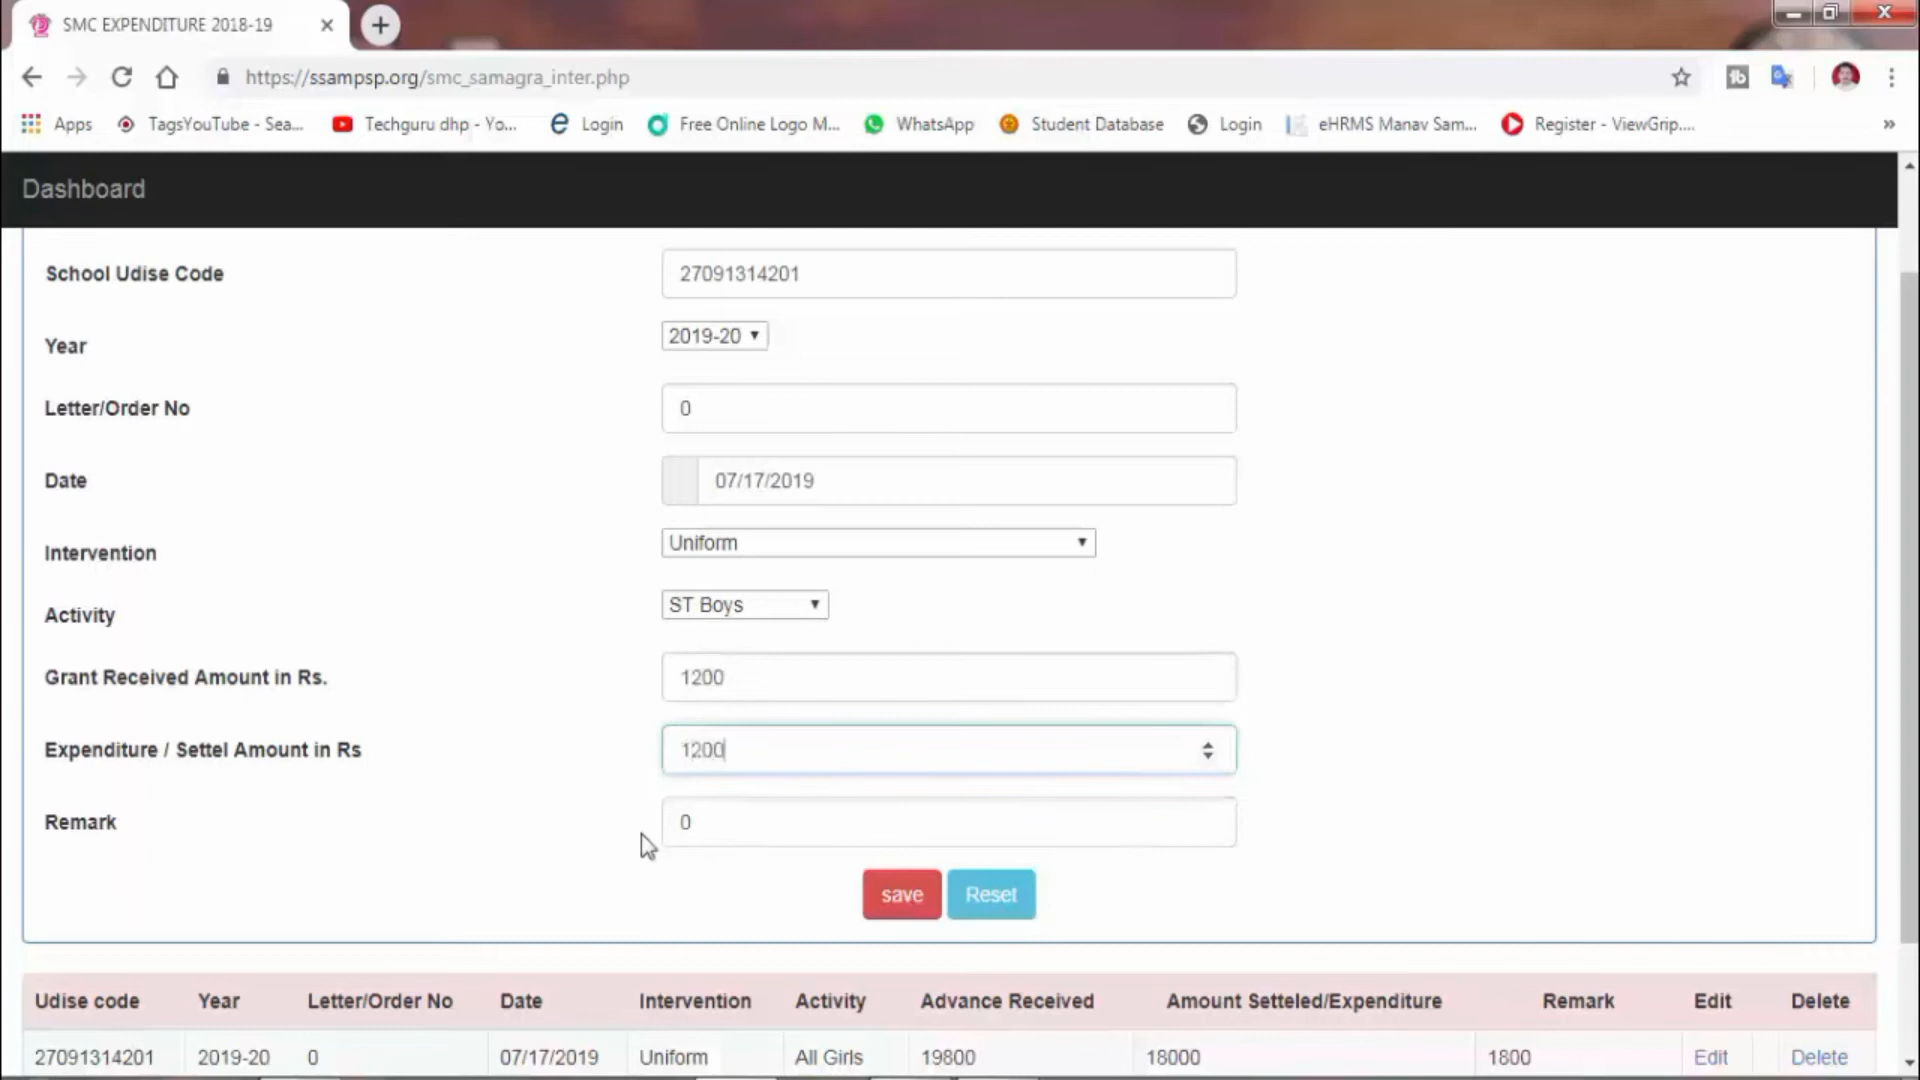 SMC EXPENDITURE 2018-19
https://ssampsp.org/smc_samagra_inter.php
Apps TagsYouTube - Sea... Techguru dhp - Yo... Login Free Online Logo M... WhatsApp Student Database Login eHRMS Manav Sam... Register - ViewGrip.... »
Dashboard
School Udise Code 27091314201
Year 2019-20
Letter/Order No 0
Date 07/17/2019
Intervention Uniform
Activity ST Boys
Grant Received Amount in Rs. 1200
Expenditure / Settel Amount in Rs 1200
Remark 0
save Reset
Udise code Year Letter/Order No Date Intervention Activity Advance Received Amount Setteled/Expenditure Remark Edit Delete
27091314201 2019-20 0 07/17/2019 Uniform All Girls 19800 18000 1800 Edit Delete